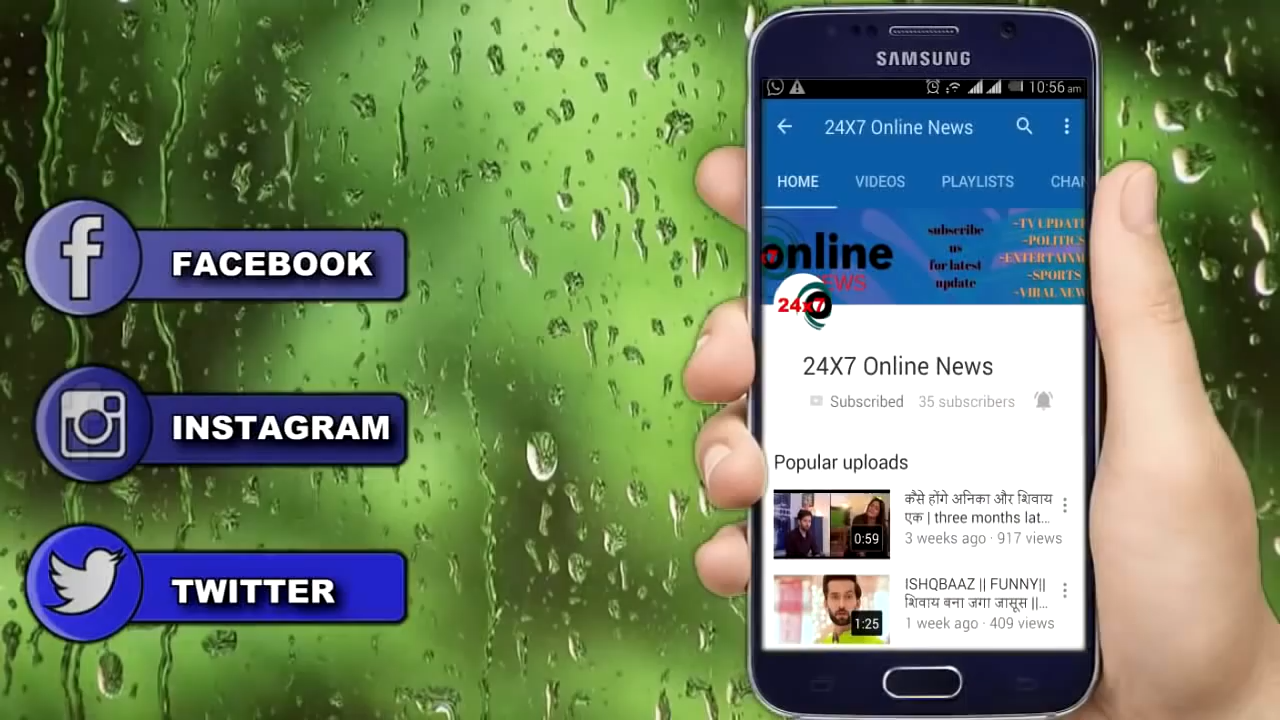 FACEBOOK
INSTAGRAM
TWITTER
SAMSUNG
10:56 am
24X7 Online News
HOME VIDEOS PLAYLISTS CHAN
online
NEWS
subscribe
us
for latest
update
~TV UPDATE
~POLITICS
~ENTERTAINM
~SPORTS
~VIRAL NEW
24x7
24X7 Online News
Subscribed 35 subscribers
Popular uploads
0:59
कैसे होंगे अनिका और शिवाय
एक | three months lat...
3 weeks ago · 917 views
1:25
ISHQBAAZ || FUNNY||
शिवाय बना जगा जासूस ||...
1 week ago · 409 views